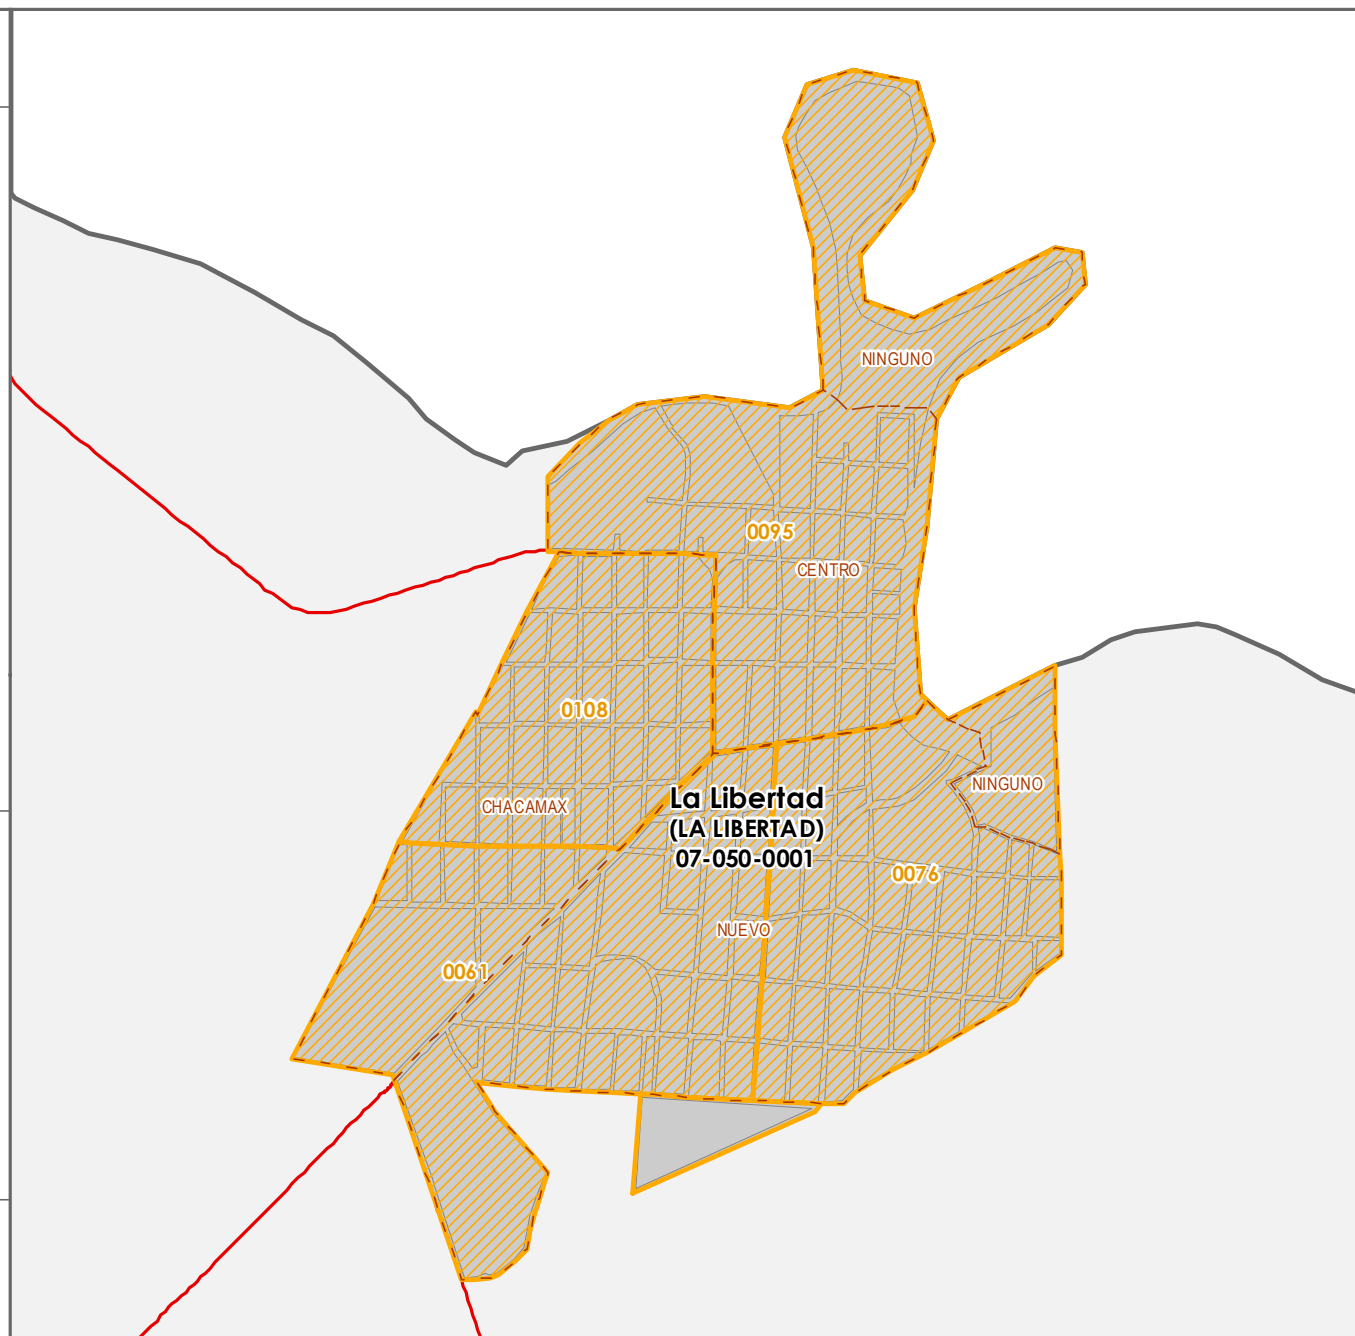 NINGUNO
0095
CENTRO
0108
NINGUNO
CHACAMAX
La Libertad
(LA LIBERTAD)
07-050-0001
0076
NUEVO
0061